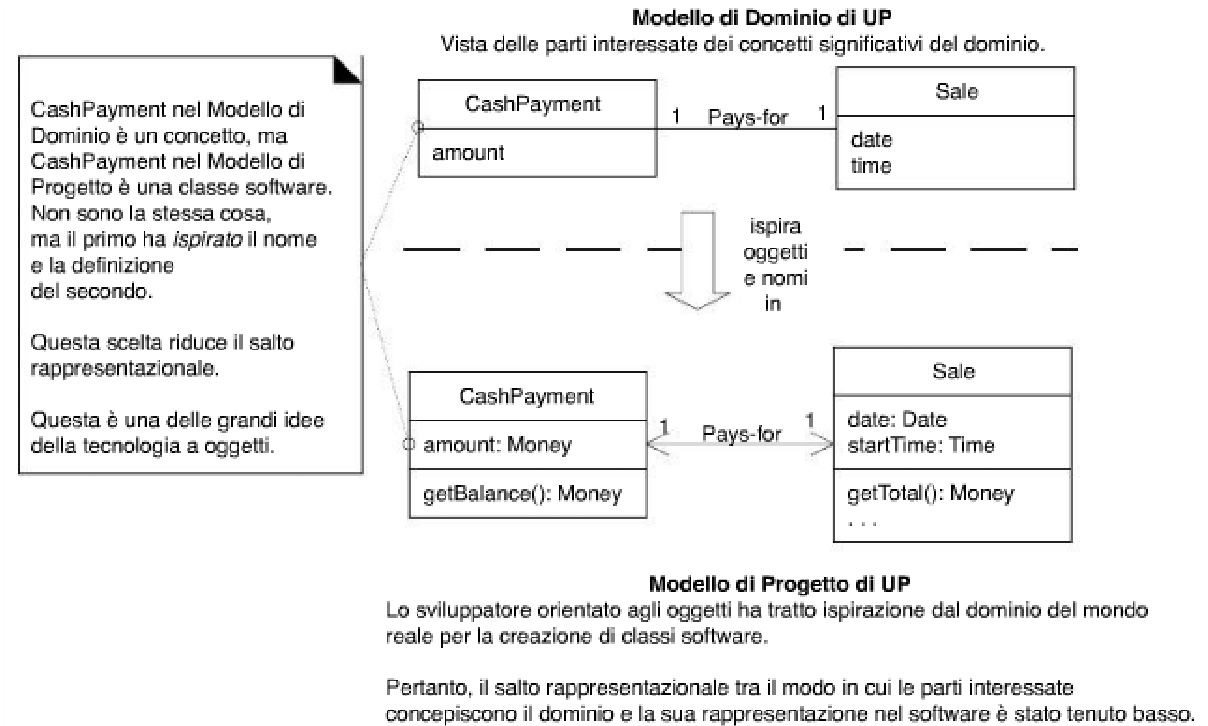 Modello di Dominio di UP
Vista delle parti interessate dei concetti significativi del dominio.
CashPayment nel Modello di
Dominio è un concetto, ma
CashPayment nel Modello di
Progetto è una classe software.
Non sono la stessa cosa,
ma il primo ha ispirato il nome
e la definizione
del secondo.
Questa scelta riduce il salto
rappresentazionale.
Questa è una delle grandi idee
della tecnologia a oggetti.
CashPayment
amount
1 Pays-for 1
Sale
date
time
ispira
oggetti
e nomi
in
CashPayment
amount: Money
getBalance(): Money
1 Pays-for 1
Sale
date: Date
startTime: Time
getTotal(): Money
. . .
Modello di Progetto di UP
Lo sviluppatore orientato agli oggetti ha tratto ispirazione dal dominio del mondo
reale per la creazione di classi software.
Pertanto, il salto rappresentazionale tra il modo in cui le parti interessate
concepiscono il dominio e la sua rappresentazione nel software è stato tenuto basso.